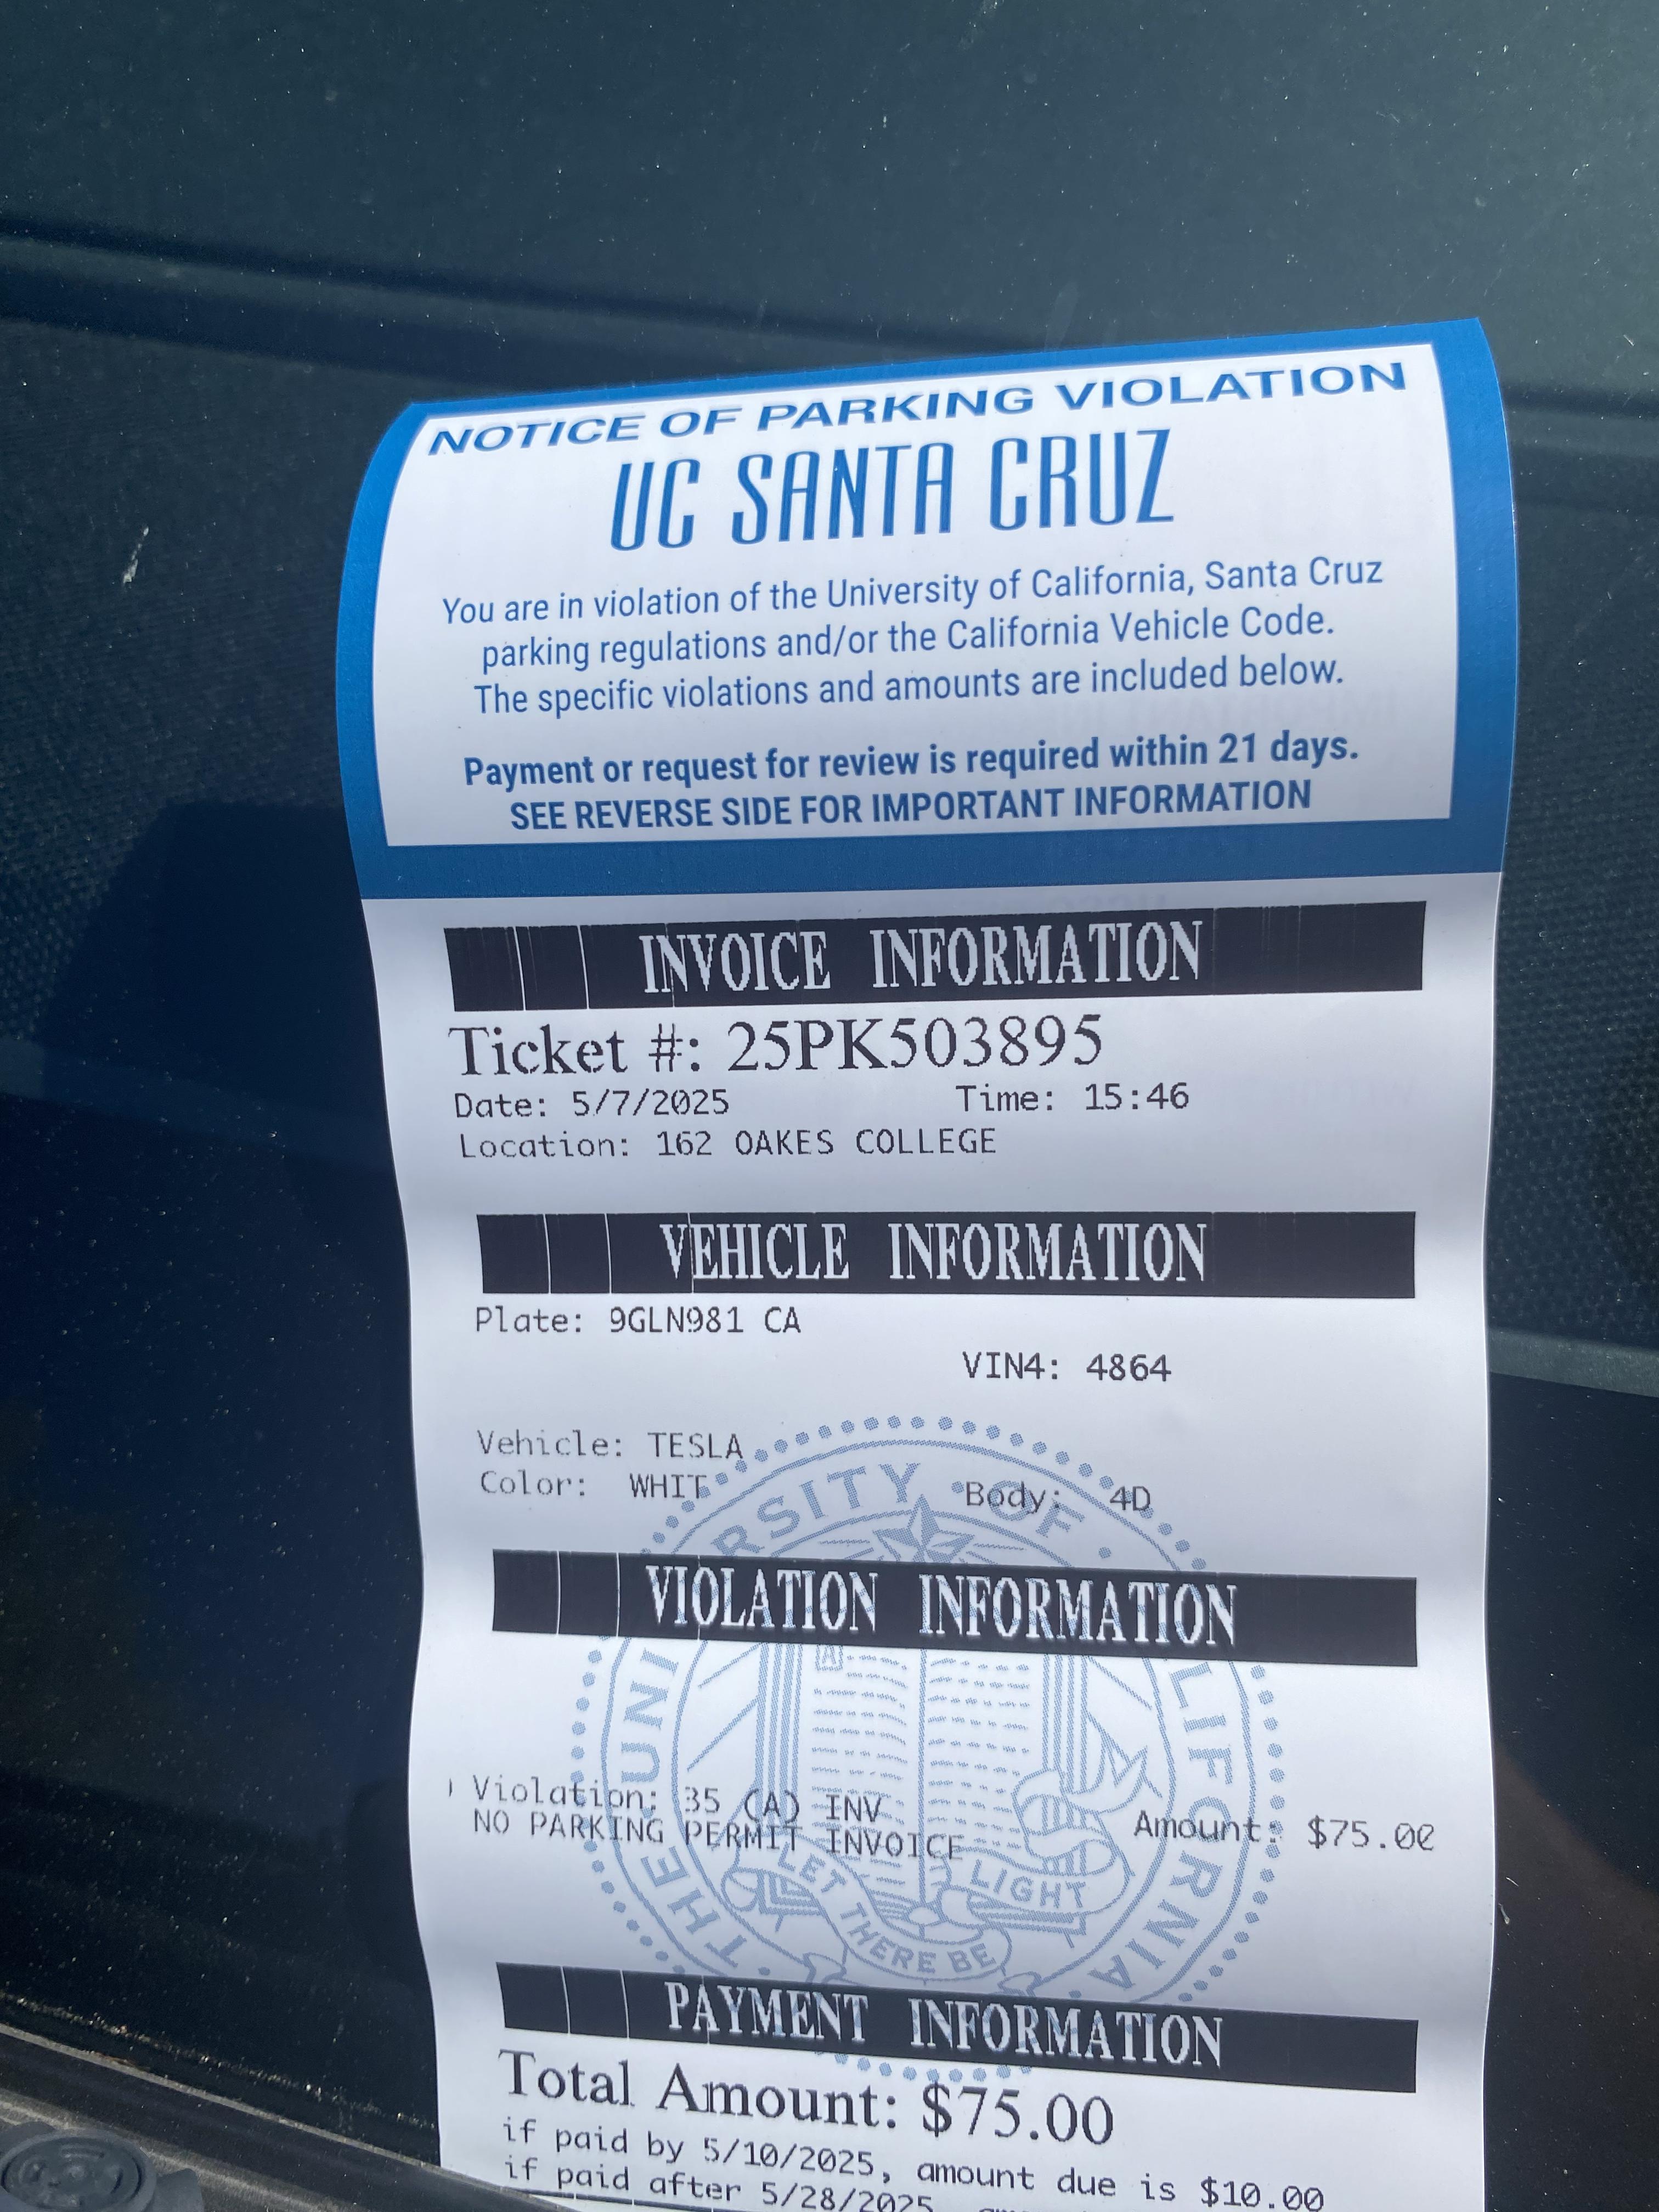 NOTICE OF PARKING VIOLATION
UC SANTA CRUZ
You are in violation of the University of California, Santa Cruz
parking regulations and/or the California Vehicle Code.
The specific violations and amounts are included below.
Payment or request for review is required within 21 days.
SEE REVERSE SIDE FOR IMPORTANT INFORMATION
INVOICE INFORMATION
Ticket #: 25PK503895
Date: 5/7/2025 Time: 15:46
Location: 162 OAKES COLLEGE
VEHICLE INFORMATION
Plate: 9GLN981 CA
VIN4: 4864
Vehicle: TESLA
Color: WHIT Body: 4D
VIOLATION INFORMATION
Violation: 35 (A) INV
NO PARKING PERMIT INVOICE Amount: $75.00
THE UNIVERSITY OF CALIFORNIA
LET THERE BE LIGHT
PAYMENT INFORMATION
Total Amount: $75.00
if paid by 5/10/2025, amount due is $10.00
if paid after 5/28/2025,